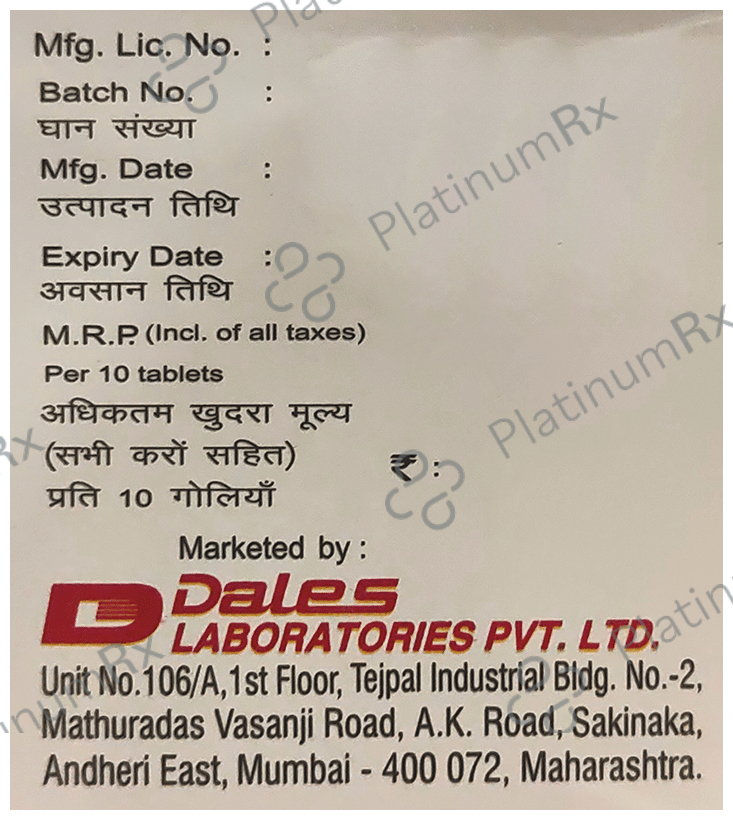 Mfg. Lic. No. :
Batch No. :
घान संख्या
Mfg. Date :
उत्पादन तिथि
Expiry Date :
अवसान तिथि
M.R.P. (Incl. of all taxes)
Per 10 tablets
अधिकतम खुदरा मूल्य
(सभी करों सहित) ₹ :
प्रति 10 गोलियाँ
Marketed by :
Dales
LABORATORIES PVT. LTD.
Unit No.106/A,1st Floor, Tejpal Industrial Bldg. No.-2,
Mathuradas Vasanji Road, A.K. Road, Sakinaka,
Andheri East, Mumbai - 400 072, Maharashtra.
PlatinumRx
PlatinumRx